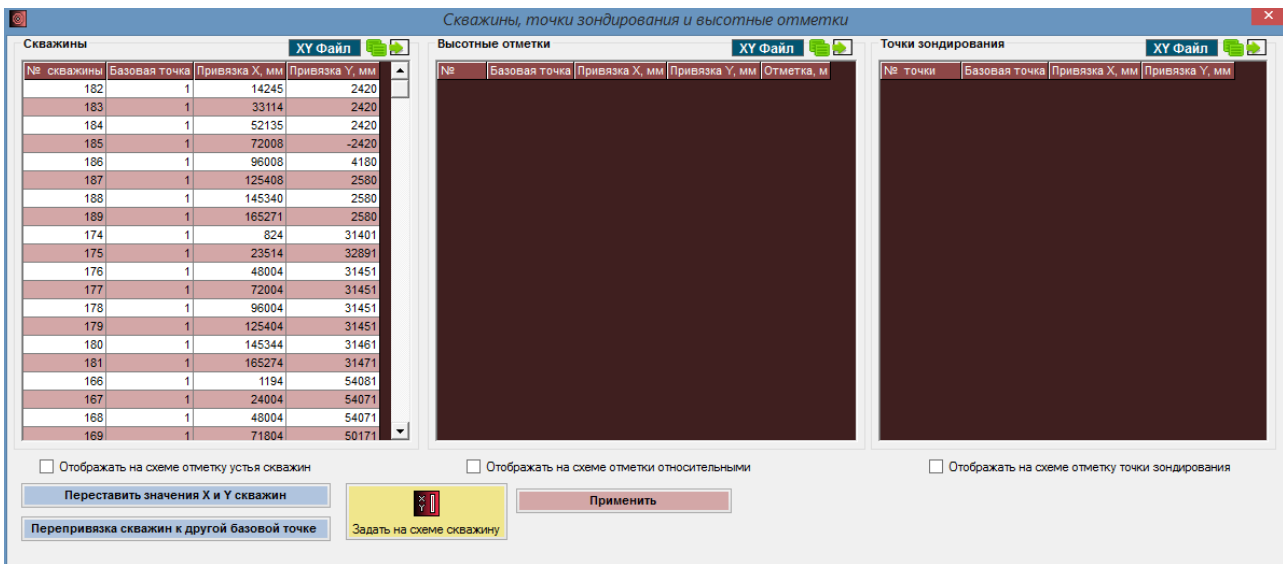 Скважины, точки зондирования и высотные отметки
Скважины
XY Файл
Высотные отметки
XY Файл
Точки зондирования
XY Файл
№ скважины Базовая точка Привязка X, мм Привязка Y, мм
№ Базовая точка Привязка X, мм Привязка Y, мм Отметка, м
№ точки Базовая точка Привязка X, мм Привязка Y, мм
182 1 14245 2420
183 1 33114 2420
184 1 52135 2420
185 1 72008 -2420
186 1 96008 4180
187 1 125408 2580
188 1 145340 2580
189 1 165271 2580
174 1 824 31401
175 1 23514 32891
176 1 48004 31451
177 1 72004 31451
178 1 96004 31451
179 1 125404 31451
180 1 145344 31461
181 1 165274 31471
166 1 1194 54081
167 1 24004 54071
168 1 48004 54071
169 1 71804 50171
Отображать на схеме отметку устья скважин
Отображать на схеме отметки относительными
Отображать на схеме отметку точки зондирования
Переставить значения X и Y скважин
Перепривязка скважин к другой базовой точке
X
Y
Задать на схеме скважину
Применить